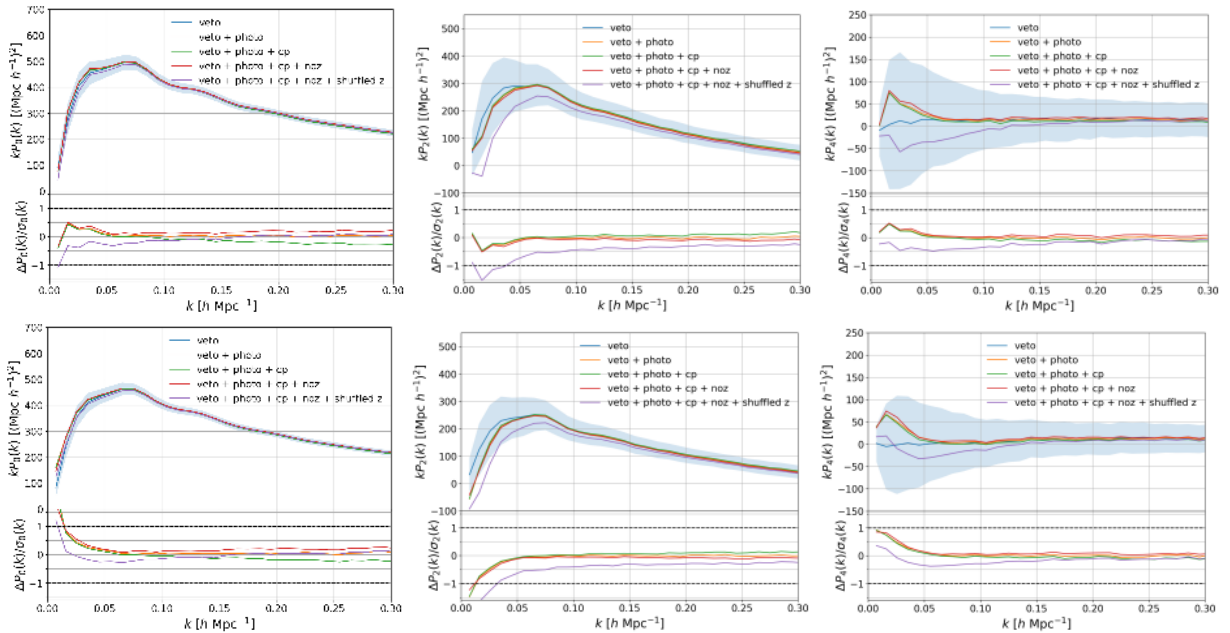 700
600
500
400
300
200
100
0
kP₀(k) [(Mpc h⁻¹)²]
veto
veto + photo
veto + photo + cp
veto + photo + cp + noz
veto + photo + cp + noz + shuffled z
1
0
−1
ΔP₀(k)/σ₀(k)
0.00 0.05 0.10 0.15 0.20 0.25 0.30
k [h Mpc⁻¹]
500
400
300
200
100
0
−100
kP₂(k) [(Mpc h⁻¹)²]
veto
veto + photo
veto + photo + cp
veto + photo + cp + noz
veto + photo + cp + noz + shuffled z
1
0
−1
ΔP₂(k)/σ₂(k)
0.00 0.05 0.10 0.15 0.20 0.25 0.30
k [h Mpc⁻¹]
250
200
150
100
50
0
−50
−100
−150
kP₄(k) [(Mpc h⁻¹)²]
veto
veto + photo
veto + photo + cp
veto + photo + cp + noz
veto + photo + cp + noz + shuffled z
1
0
−1
ΔP₄(k)/σ₄(k)
0.00 0.05 0.10 0.15 0.20 0.25 0.30
k [h Mpc⁻¹]
700
600
500
400
300
200
100
0
kP₀(k) [(Mpc h⁻¹)²]
veto
veto + photo
veto + photo + cp
veto + photo + cp + noz
veto + photo + cp + noz + shuffled z
1
0
−1
ΔP₀(k)/σ₀(k)
0.00 0.05 0.10 0.15 0.20 0.25 0.30
k [h Mpc⁻¹]
500
400
300
200
100
0
−100
kP₂(k) [(Mpc h⁻¹)²]
veto
veto + photo
veto + photo + cp
veto + photo + cp + noz
veto + photo + cp + noz + shuffled z
1
0
−1
ΔP₂(k)/σ₂(k)
0.00 0.05 0.10 0.15 0.20 0.25 0.30
k [h Mpc⁻¹]
250
200
150
100
50
0
−50
−100
−150
kP₄(k) [(Mpc h⁻¹)²]
veto
veto + photo
veto + photo + cp
veto + photo + cp + noz
veto + photo + cp + noz + shuffled z
1
0
−1
ΔP₄(k)/σ₄(k)
0.00 0.05 0.10 0.15 0.20 0.25 0.30
k [h Mpc⁻¹]